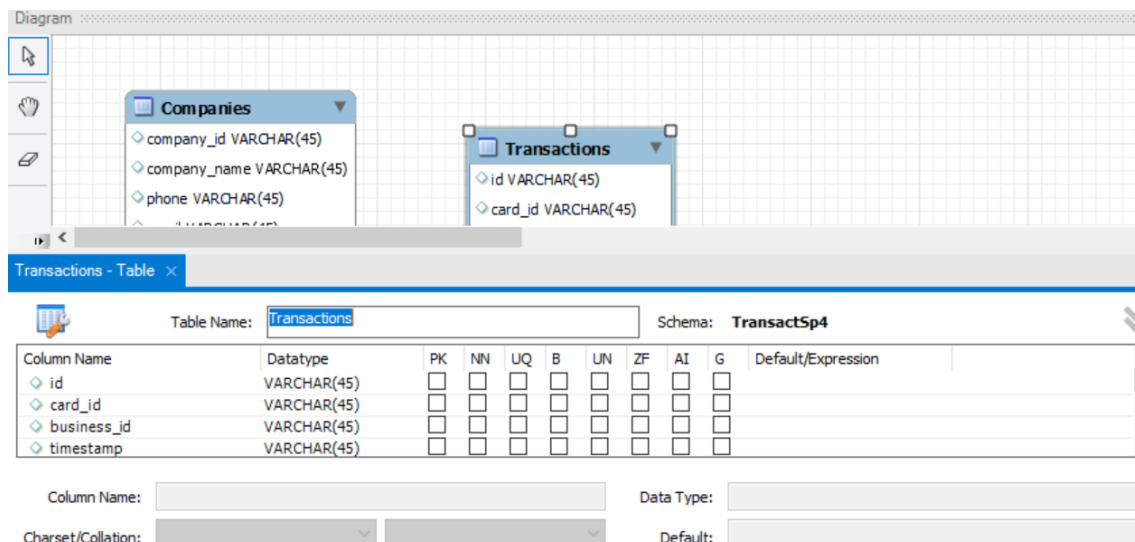 Diagram
Companies
company_id VARCHAR(45)
company_name VARCHAR(45)
phone VARCHAR(45)
Transactions
id VARCHAR(45)
card_id VARCHAR(45)
Transactions - Table ×
Table Name: Transactions Schema: TransactSp4
Column Name Datatype PK NN UQ B UN ZF AI G Default/Expression
id VARCHAR(45)
card_id VARCHAR(45)
business_id VARCHAR(45)
timestamp VARCHAR(45)
Column Name: Data Type:
Charset/Collation: Default: